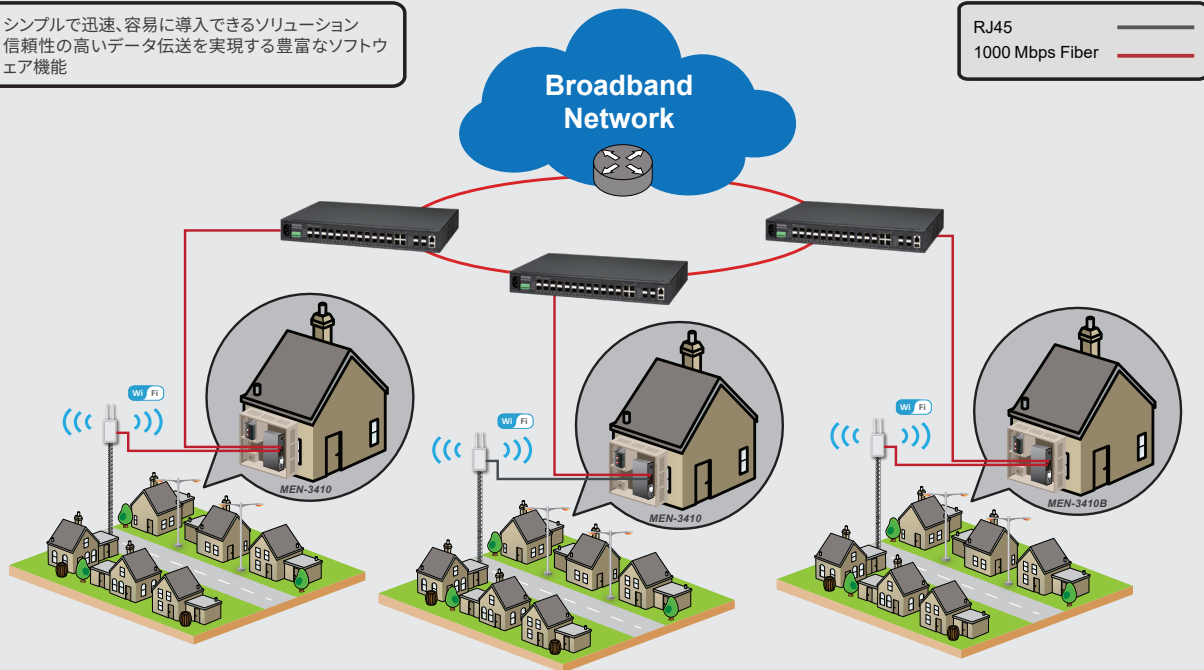 シンプルで迅速、容易に導入できるソリューション
信頼性の高いデータ伝送を実現する豊富なソフトウ
ェア機能
RJ45
1000 Mbps Fiber
Broadband
Network
Wi Fi
MEN-3410
Wi Fi
MEN-3410
Wi Fi
MEN-3410B